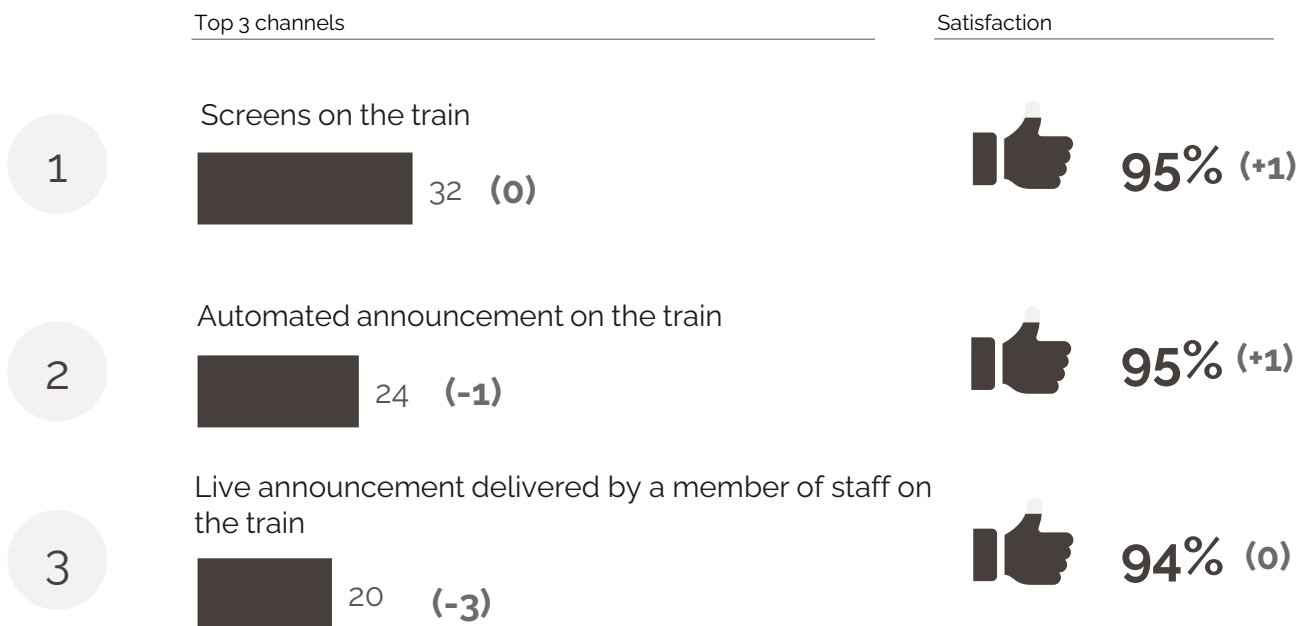 Top 3 channels
Satisfaction
1
Screens on the train
32 (0)
95% (+1)
2
Automated announcement on the train
24 (-1)
95% (+1)
3
Live announcement delivered by a member of staff on
the train
20 (-3)
94% (0)